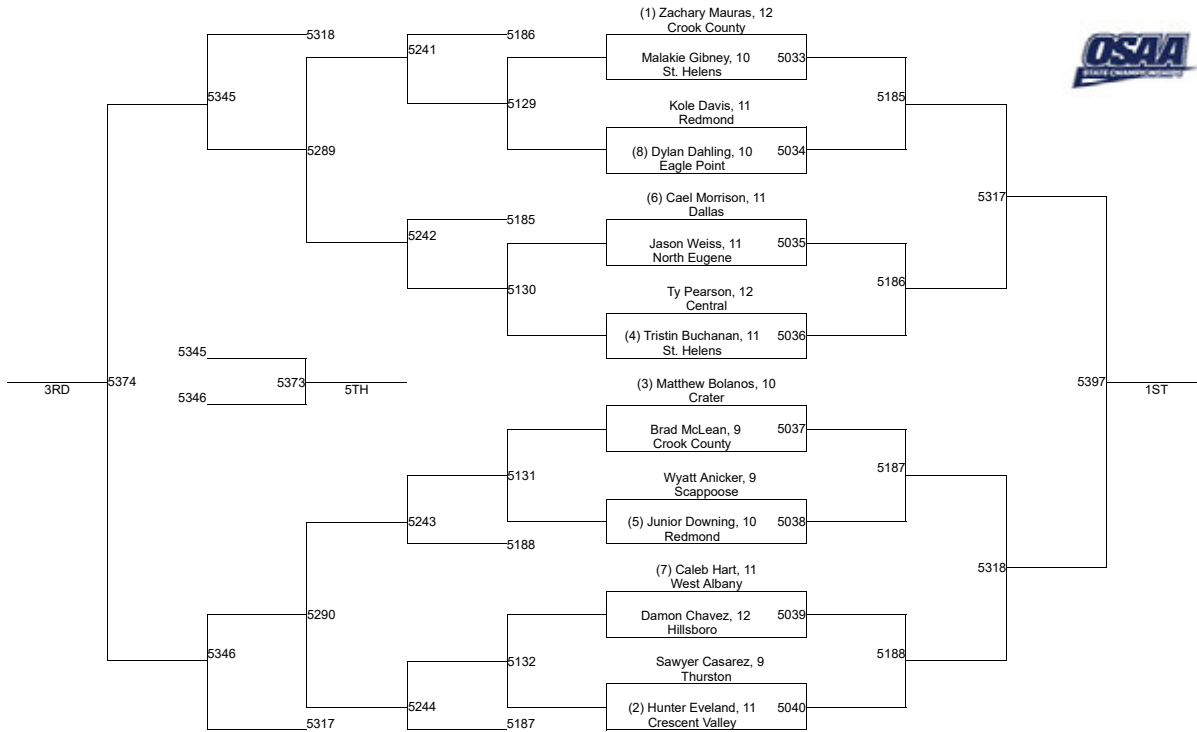 (1) Zachary Mauras, 12
Crook County
5318
5186
5241
OSAA
STATE CHAMPIONSHIPS
Malakie Gibney, 10 5033
St. Helens
5345
5129
5185
Kole Davis, 11
Redmond
5289
(8) Dylan Dahling, 10 5034
Eagle Point
(6) Cael Morrison, 11
Dallas
5317
5185
5242
Jason Weiss, 11 5035
North Eugene
5130
5186
Ty Pearson, 12
Central
(4) Tristin Buchanan, 11 5036
St. Helens
5345
5374
5373
3RD
5TH
5346
(3) Matthew Bolanos, 10
Crater
5397
1ST
Brad McLean, 9 5037
Crook County
5131
5187
Wyatt Anicker, 9
Scappoose
5243
(5) Junior Downing, 10 5038
Redmond
5188
(7) Caleb Hart, 11
West Albany
5318
5290
Damon Chavez, 12 5039
Hillsboro
5346
5132
5188
Sawyer Casarez, 9
Thurston
5244
(2) Hunter Eveland, 11 5040
Crescent Valley
5317
5187